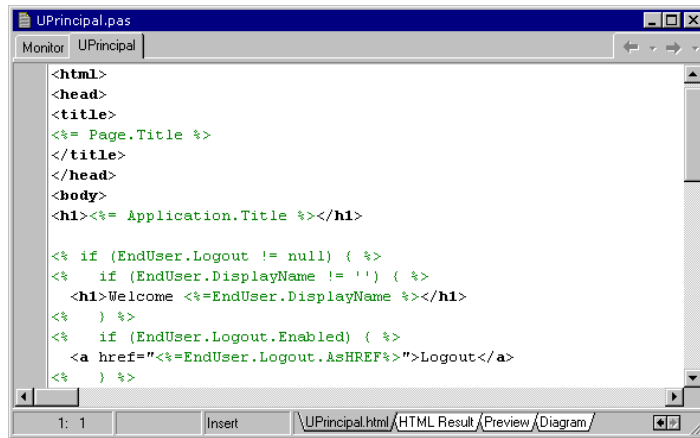 UPrincipal.pas
Monitor UPrincipal
<html>
<head>
<title>
<%= Page.Title %>
</title>
</head>
<body>
<h1><%= Application.Title %></h1>
<% if (EndUser.Logout != null) { %>
<%   if (EndUser.DisplayName != '') { %>
  <h1>Welcome <%=EndUser.DisplayName %></h1>
<%   } %>
<%   if (EndUser.Logout.Enabled) { %>
  <a href="<%=EndUser.Logout.AsHREF%>">Logout</a>
<%   } %>
1: 1 Insert \UPrincipal.html/HTML Result/Preview/Diagram/